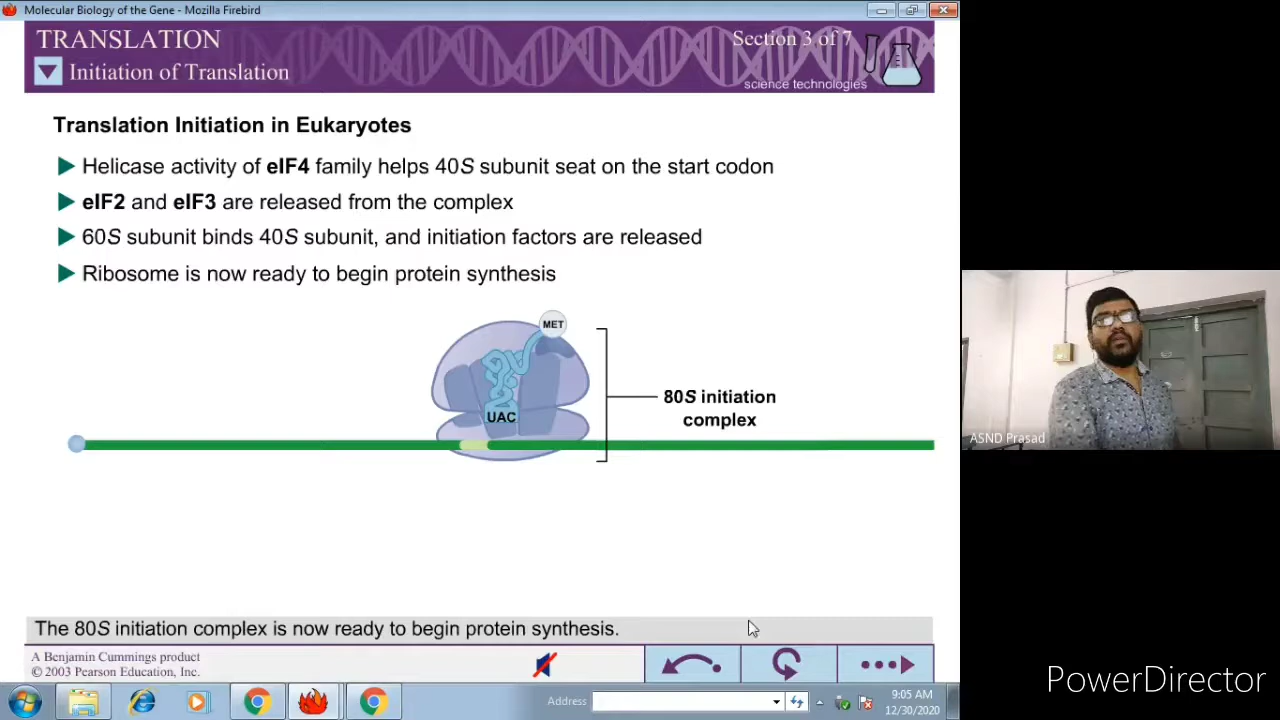 Molecular Biology of the Gene - Mozilla Firebird
TRANSLATION
Section 3 of 7
Initiation of Translation
science technologies
Translation Initiation in Eukaryotes
Helicase activity of eIF4 family helps 40S subunit seat on the start codon
eIF2 and eIF3 are released from the complex
60S subunit binds 40S subunit, and initiation factors are released
Ribosome is now ready to begin protein synthesis
MET
UAC
80S initiation
complex
ASND Prasad
The 80S initiation complex is now ready to begin protein synthesis.
A Benjamin Cummings product
© 2003 Pearson Education, Inc.
PowerDirector
Address
9:05 AM
12/30/2020